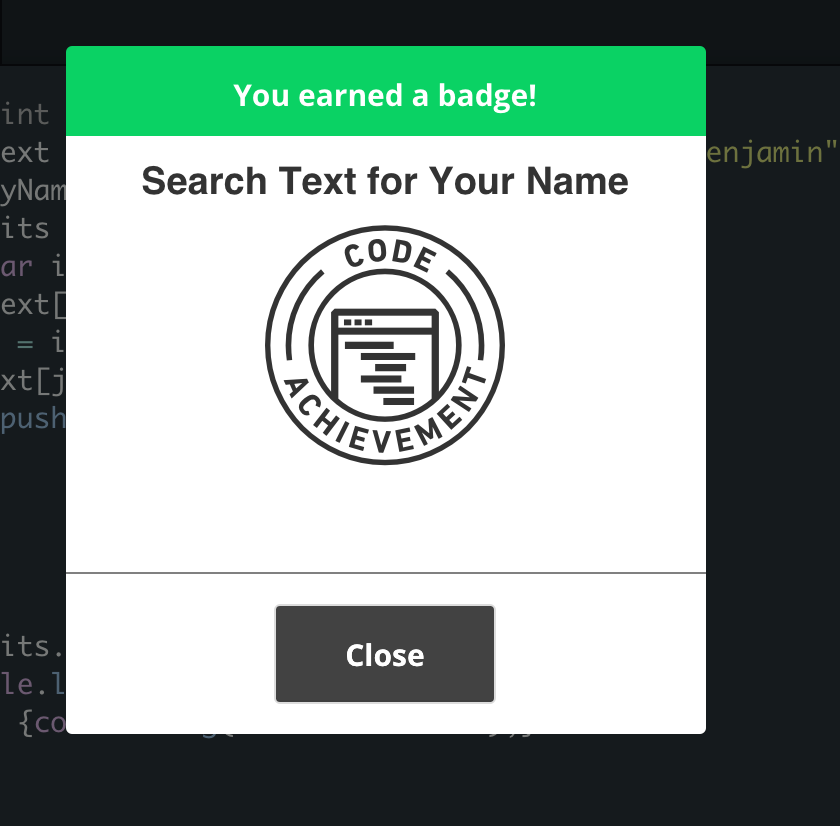 You earned a badge!
int
ext
enjamin"
Search Text for Your Name
yNam
its
CODE
ar i
ext[
= i
xt[j
ACHIEVEMENT
push
its.
Close
le.l
{co